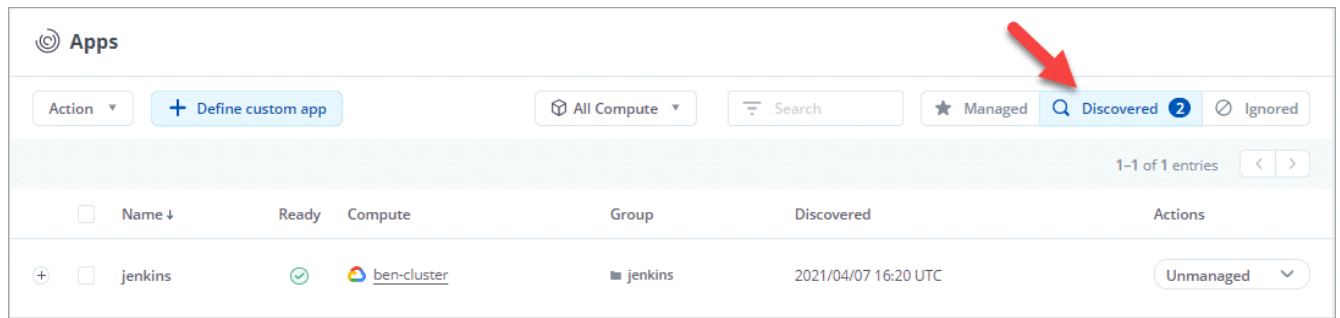 Apps
Action + Define custom app All Compute Search Managed Discovered 2 Ignored
1–1 of 1 entries < >
Name ↓ Ready Compute Group Discovered Actions
jenkins ben-cluster jenkins 2021/04/07 16:20 UTC Unmanaged